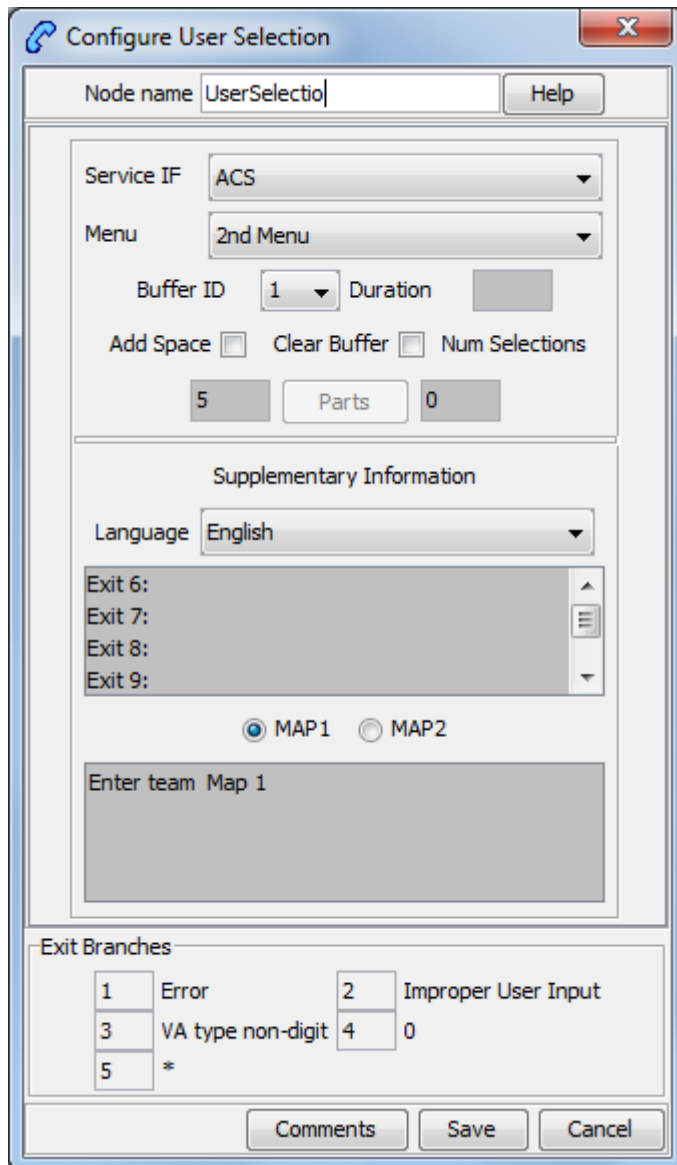 Configure User Selection
Node name UserSelectio Help
Service IF ACS
Menu 2nd Menu
Buffer ID 1 Duration
Add Space Clear Buffer Num Selections
5 Parts 0
Supplementary Information
Language English
Exit 6:
Exit 7:
Exit 8:
Exit 9:
MAP1 MAP2
Enter team Map 1
Exit Branches
1 Error 2 Improper User Input
3 VA type non-digit 4 0
5 *
Comments Save Cancel